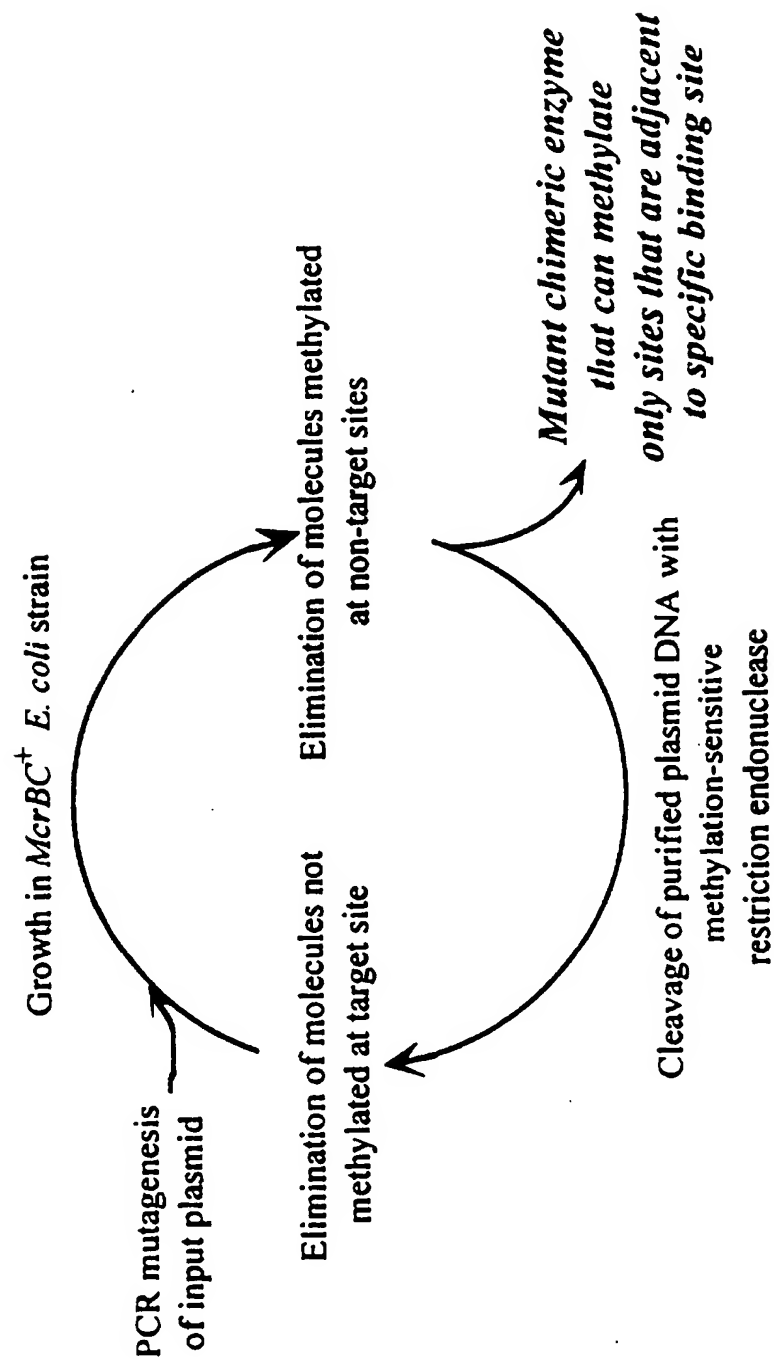 Growth in McrBC+ E. coli strain
PCR mutagenesis
of input plasmid
Elimination of molecules methylated
at non-target sites
Elimination of molecules not
methylated at target site
Mutant chimeric enzyme
that can methylate
only sites that are adjacent
to specific binding site
Cleavage of purified plasmid DNA with
methylation-sensitive
restriction endonuclease